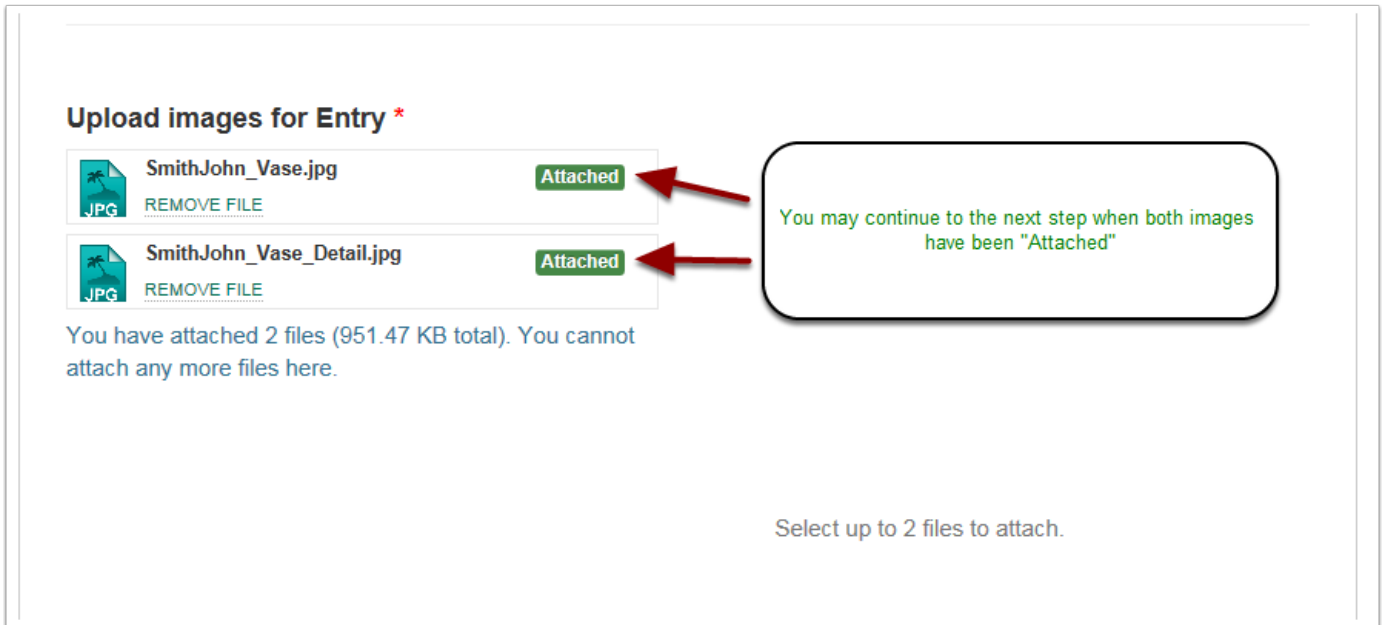 Upload images for Entry *
JPG
SmithJohn_Vase.jpg
Attached
REMOVE FILE
JPG
SmithJohn_Vase_Detail.jpg
Attached
REMOVE FILE
You have attached 2 files (951.47 KB total). You cannot
attach any more files here.
You may continue to the next step when both images
have been "Attached"
Select up to 2 files to attach.